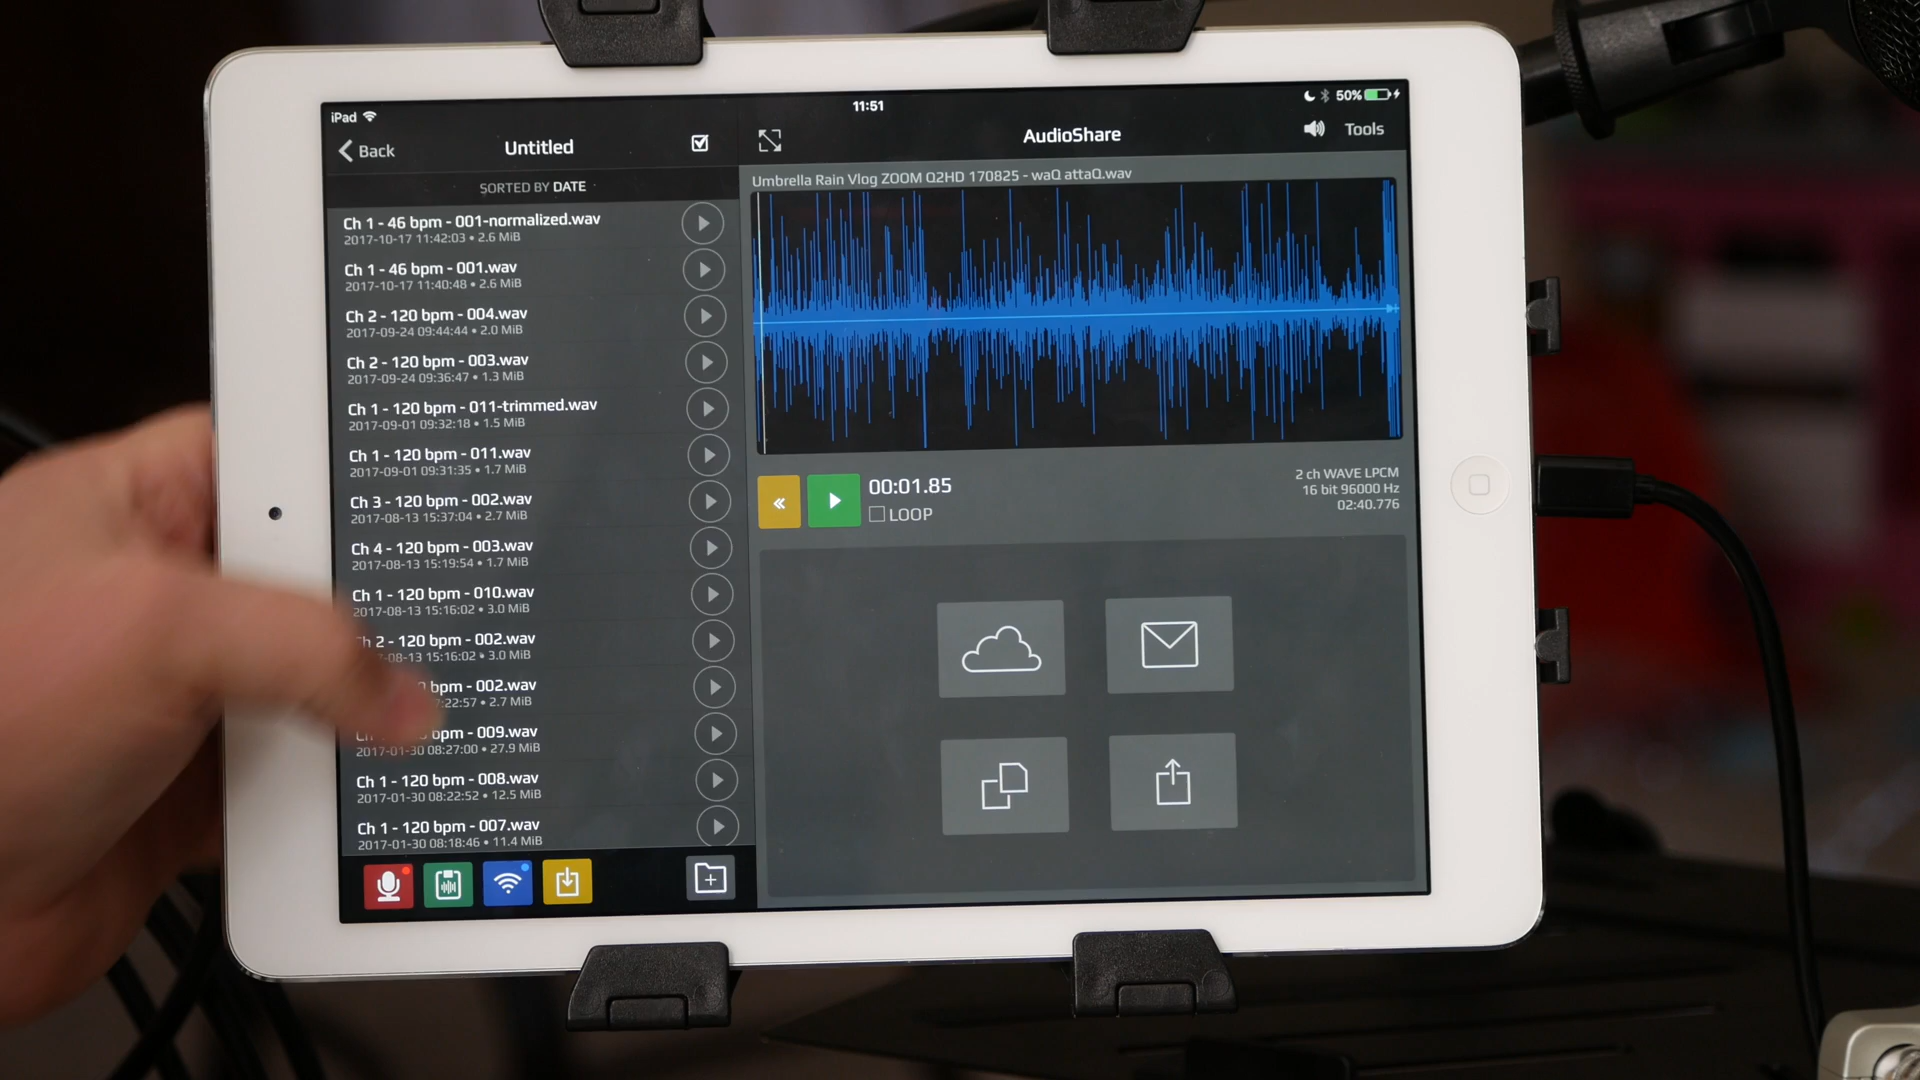 iPad
11:51
50%
Back
Untitled
AudioShare
Tools
SORTED BY DATE
Ch 1 - 46 bpm - 001-normalized.wav
2017-10-17 11:42:03 • 2.6 MiB
Ch 1 - 46 bpm - 001.wav
2017-10-17 11:40:48 • 2.6 MiB
Ch 2 - 120 bpm - 004.wav
2017-09-24 09:44:44 • 2.0 MiB
Ch 2 - 120 bpm - 003.wav
2017-09-24 09:36:47 • 1.3 MiB
Ch 1 - 120 bpm - 011-trimmed.wav
2017-09-01 09:32:18 • 1.5 MiB
Ch 1 - 120 bpm - 011.wav
2017-09-01 09:31:35 • 1.7 MiB
Ch 3 - 120 bpm - 002.wav
2017-08-13 15:37:04 • 2.7 MiB
Ch 4 - 120 bpm - 003.wav
2017-08-13 15:19:54 • 1.7 MiB
Ch 1 - 120 bpm - 010.wav
2017-08-13 15:16:02 • 3.0 MiB
2 - 120 bpm - 002.wav
-08-13 15:16:02 • 3.0 MiB
bpm - 002.wav
:22:57 • 2.7 MiB
bpm - 009.wav
2017-01-30 08:27:00 • 27.9 MiB
Ch 1 - 120 bpm - 008.wav
2017-01-30 08:22:52 • 12.5 MiB
Ch 1 - 120 bpm - 007.wav
2017-01-30 08:18:46 • 11.4 MiB
Umbrella Rain Vlog ZOOM Q2HD 170825 - waQ attaQ.wav
00:01.85
LOOP
2 ch WAVE LPCM
16 bit 96000 Hz
02:40.776